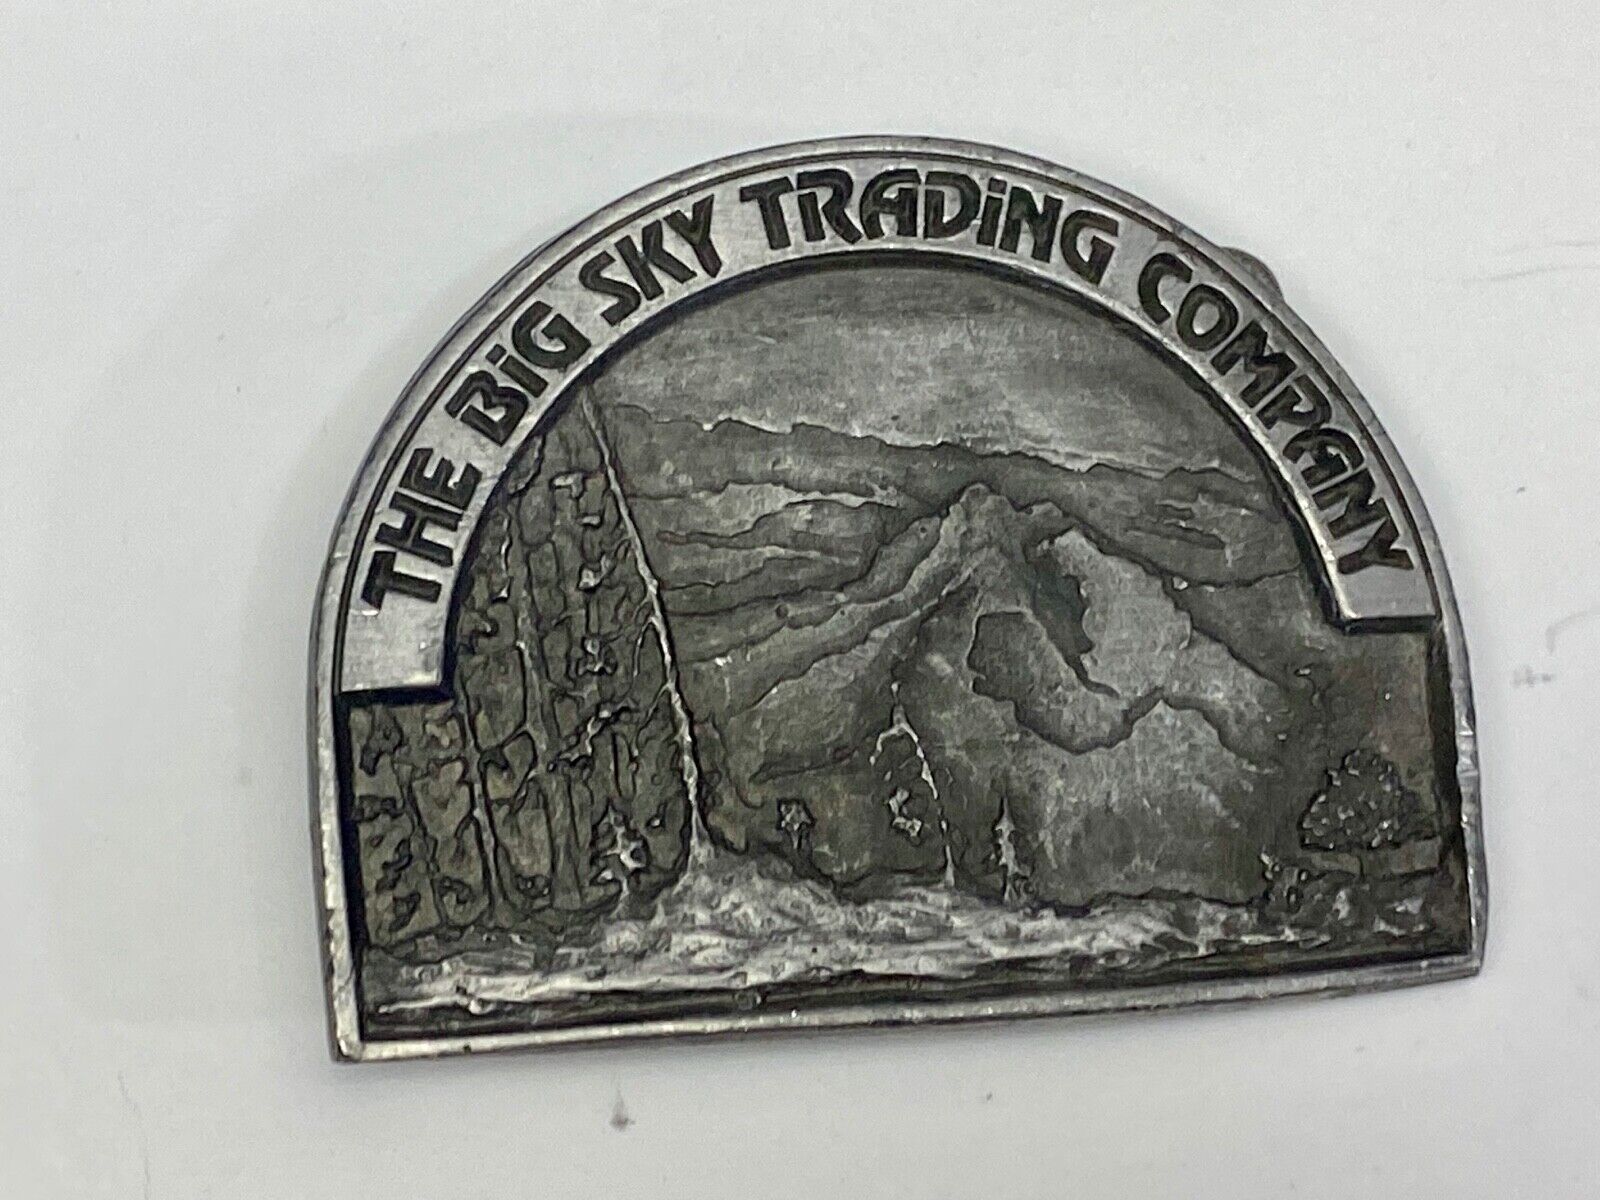 THE BiG SKY TRADiNG COMPANY